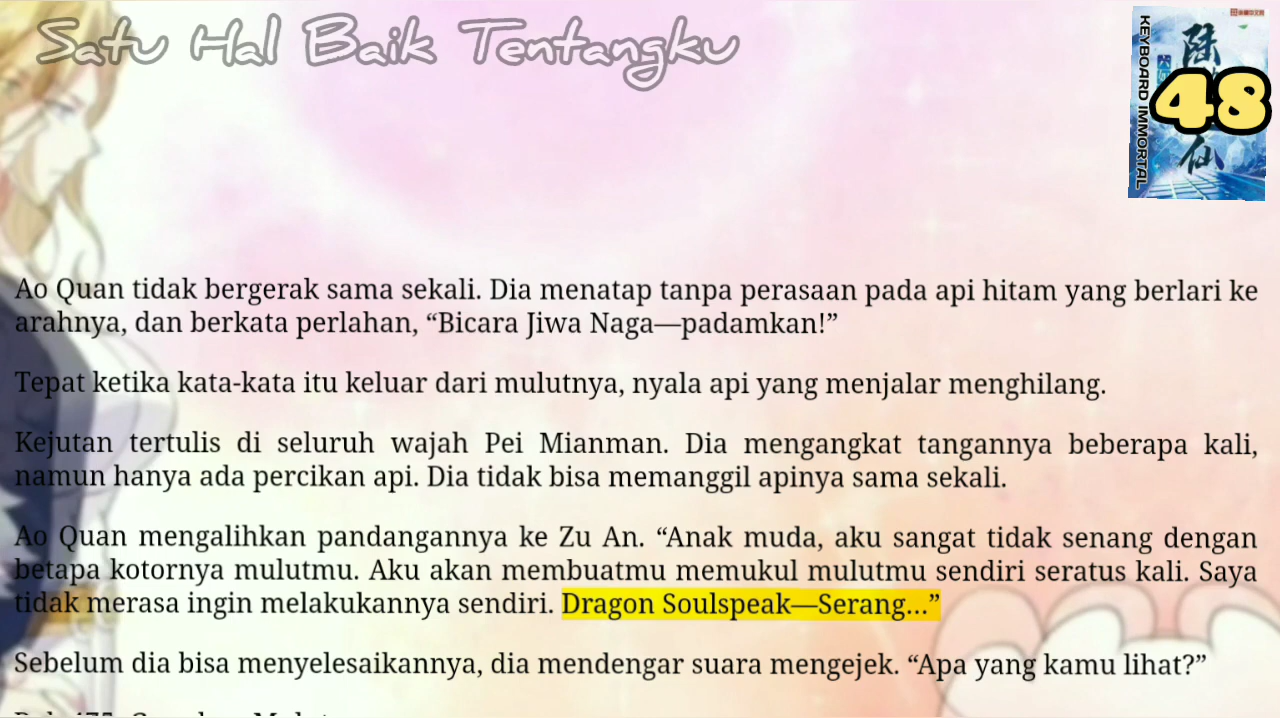 Satu Hal Baik Tentangku
KEYBOARD IMMORTAL
48
Ao Quan tidak bergerak sama sekali. Dia menatap tanpa perasaan pada api hitam yang berlari ke
arahnya, dan berkata perlahan, “Bicara Jiwa Naga—padamkan!”
Tepat ketika kata-kata itu keluar dari mulutnya, nyala api yang menjalar menghilang.
Kejutan tertulis di seluruh wajah Pei Mianman. Dia mengangkat tangannya beberapa kali,
namun hanya ada percikan api. Dia tidak bisa memanggil apinya sama sekali.
Ao Quan mengalihkan pandangannya ke Zu An. “Anak muda, aku sangat tidak senang dengan
betapa kotornya mulutmu. Aku akan membuatmu memukul mulutmu sendiri seratus kali. Saya
tidak merasa ingin melakukannya sendiri. Dragon Soulspeak—Serang...”
Sebelum dia bisa menyelesaikannya, dia mendengar suara mengejek. “Apa yang kamu lihat?”